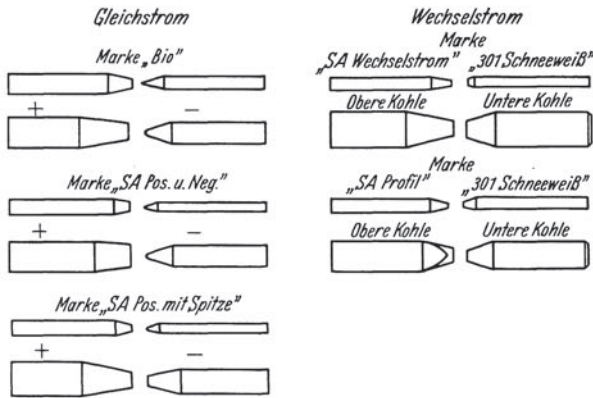 Gleichstrom
Marke „Bio”
+ −
Marke „SA Pos. u. Neg.”
+ −
Marke „SA Pos. mit Spitze”
+ −
Wechselstrom
Marke
„SA Wechselstrom” „301 Schneeweiß”
Obere Kohle Untere Kohle
Marke
„SA Profil” „301 Schneeweiß”
Obere Kohle Untere Kohle